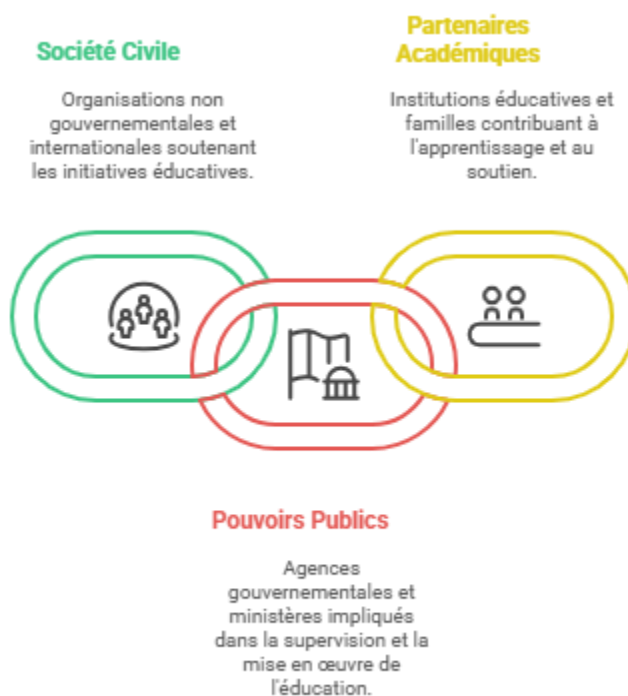 Société Civile
Organisations non
gouvernementales et
internationales soutenant
les initiatives éducatives.
Partenaires
Académiques
Institutions éducatives et
familles contribuant à
l'apprentissage et au
soutien.
Pouvoirs Publics
Agences
gouvernementales et
ministères impliqués
dans la supervision et la
mise en œuvre de
l'éducation.